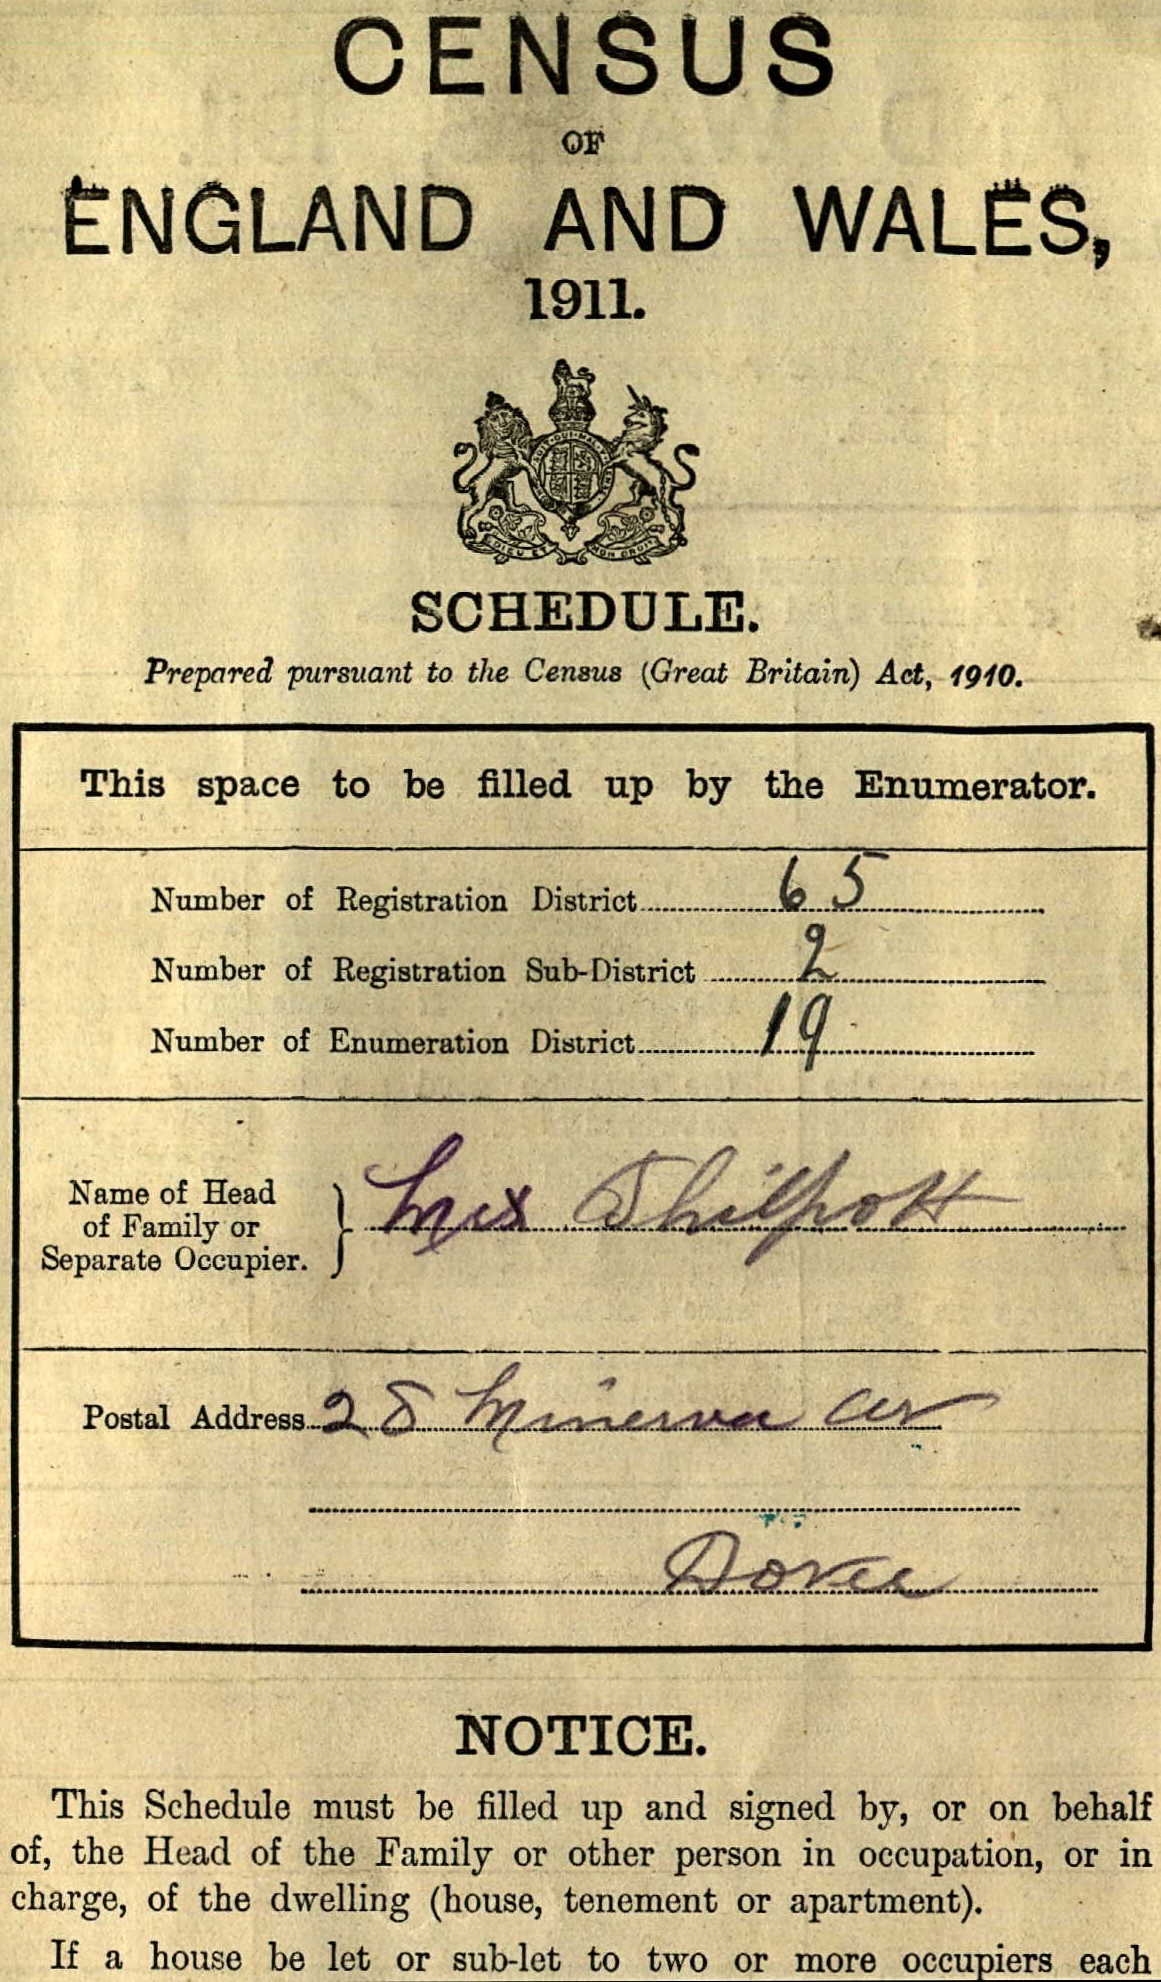 CENSUS
OF
ENGLAND AND WALES,
1911.
SCHEDULE.
Prepared pursuant to the Census (Great Britain) Act, 1910.
This space to be filled up by the Enumerator.
Number of Registration District 65
Number of Registration Sub-District 2
Number of Enumeration District 19
Name of Head
of Family or
Separate Occupier. } Mrs Philpott
Postal Address 28 Minerva Av
Dover
NOTICE.
This Schedule must be filled up and signed by, or on behalf
of, the Head of the Family or other person in occupation, or in
charge, of the dwelling (house, tenement or apartment).
If a house be let or sub-let to two or more occupiers each